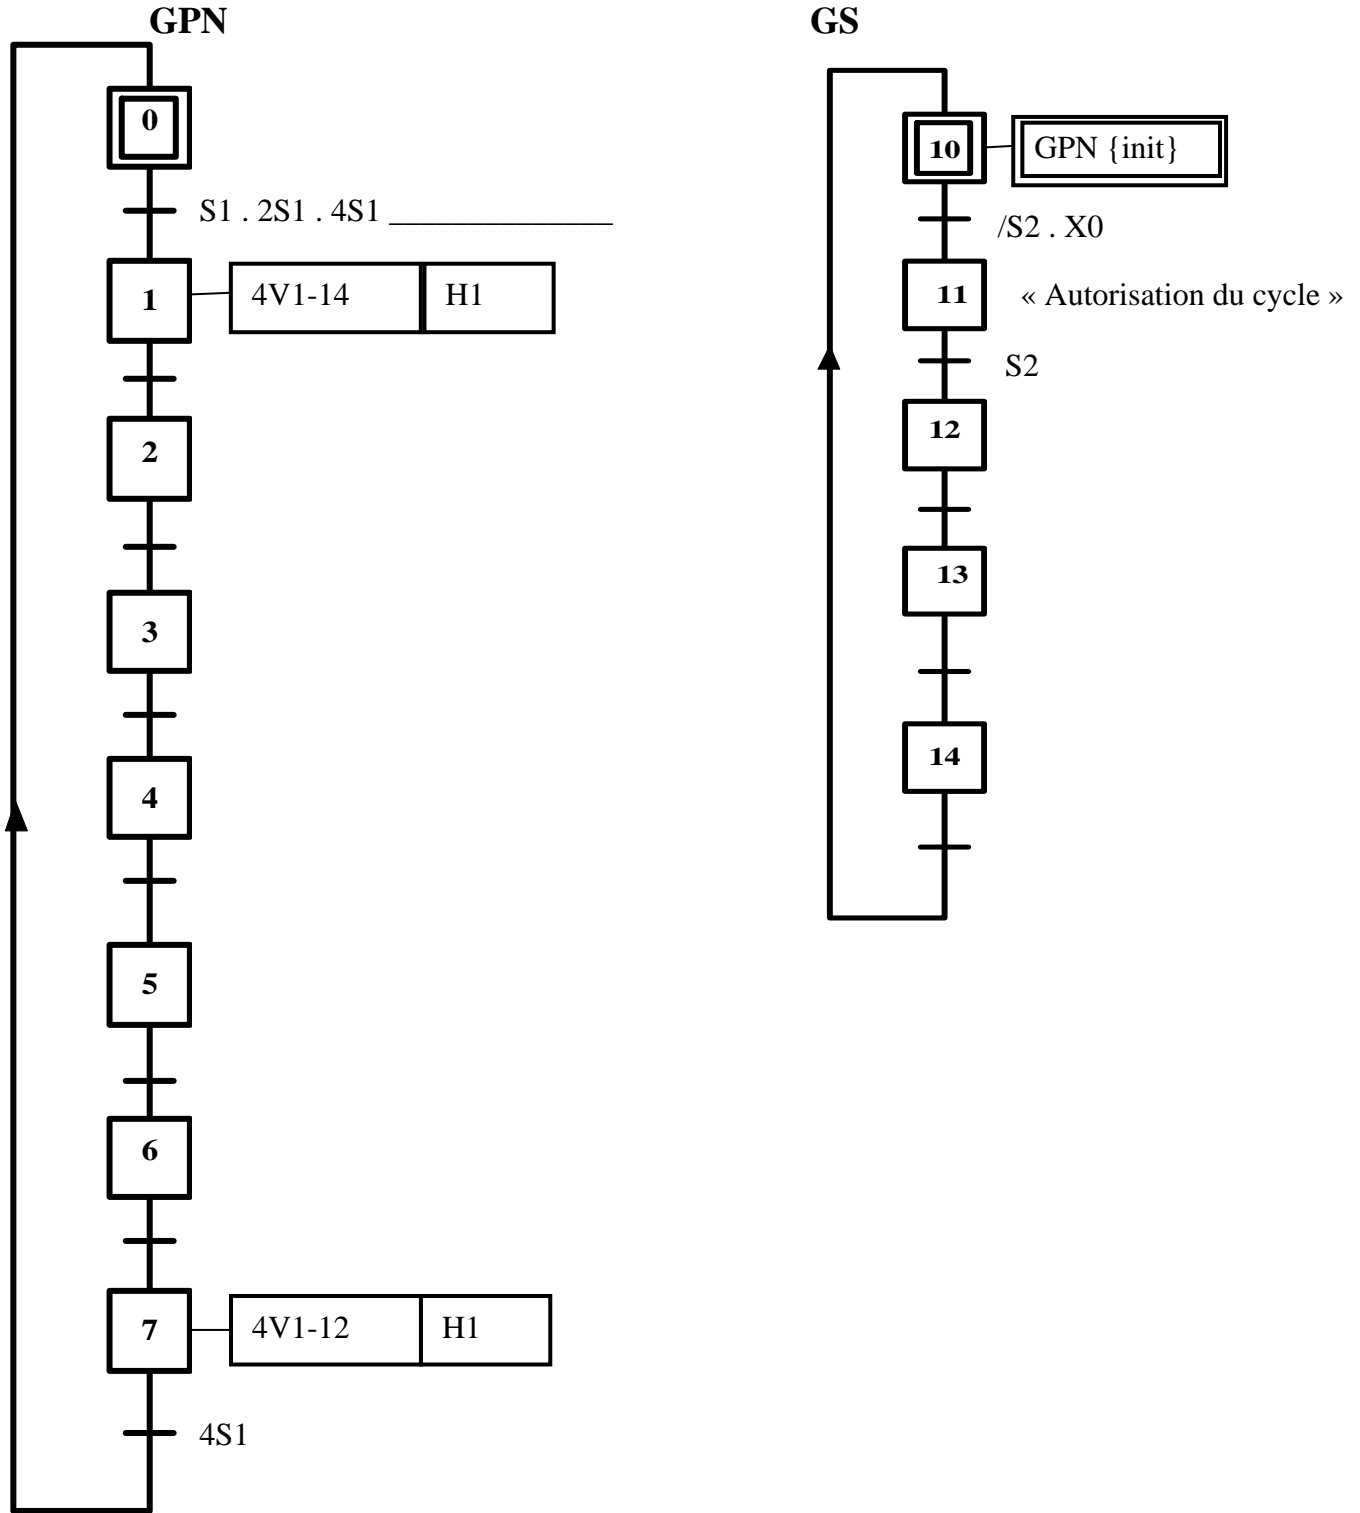 GPN
0
S1 . 2S1 . 4S1 ______________
1
4V1-14
H1
2
3
4
5
6
7
4V1-12
H1
4S1
GS
10
GPN {init}
/S2 . X0
11
« Autorisation du cycle »
S2
12
13
14